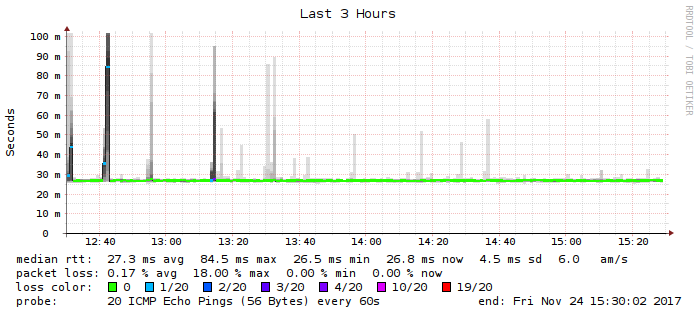 Last 3 Hours
RRDTOOL / TOBI OETIKER
Seconds
100 m
90 m
80 m
70 m
60 m
50 m
40 m
30 m
20 m
10 m
0
12:40 13:00 13:20 13:40 14:00 14:20 14:40 15:00 15:20
median rtt: 27.3 ms avg 84.5 ms max 26.5 ms min 26.8 ms now 4.5 ms sd 6.0 am/s
packet loss: 0.17 % avg 18.00 % max 0.00 % min 0.00 % now
loss color: 0 1/20 2/20 3/20 4/20 10/20 19/20
probe: 20 ICMP Echo Pings (56 Bytes) every 60s end: Fri Nov 24 15:30:02 2017